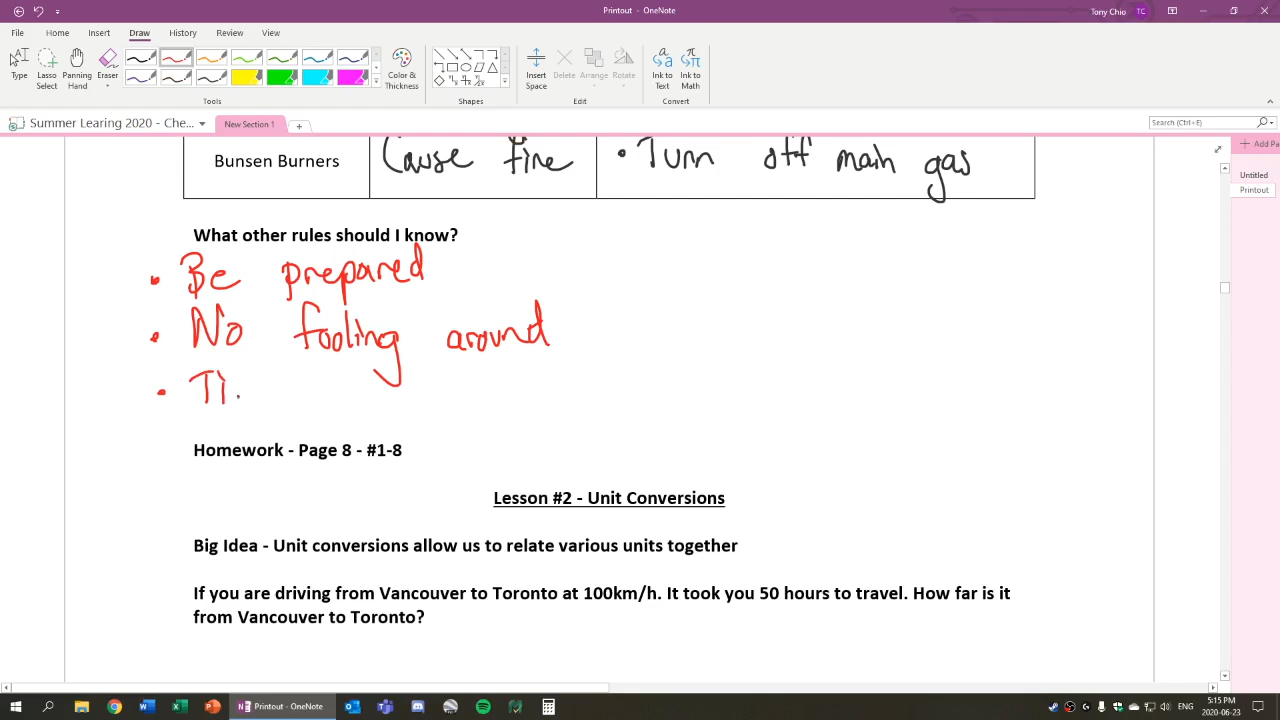 Printout - OneNote
Tony Chio TC
File Home Insert Draw History Review View
Type Lasso Select Panning Hand Eraser Color & Thickness Insert Space Delete Arrange Rotate Ink to Text Ink to Math
Tools Shapes Edit Convert
Summer Learing 2020 - Che... New Section 1 Search (Ctrl+E)
Add Pa
Untitled
Printout
Bunsen Burners Cause fire • Turn off main gas
What other rules should I know?
• Be prepared
• No fooling around
• Ti
Homework - Page 8 - #1-8
Lesson #2 - Unit Conversions
Big Idea - Unit conversions allow us to relate various units together
If you are driving from Vancouver to Toronto at 100km/h. It took you 50 hours to travel. How far is it
from Vancouver to Toronto?
Printout - OneNote
ENG
5:15 PM
2020-06-23